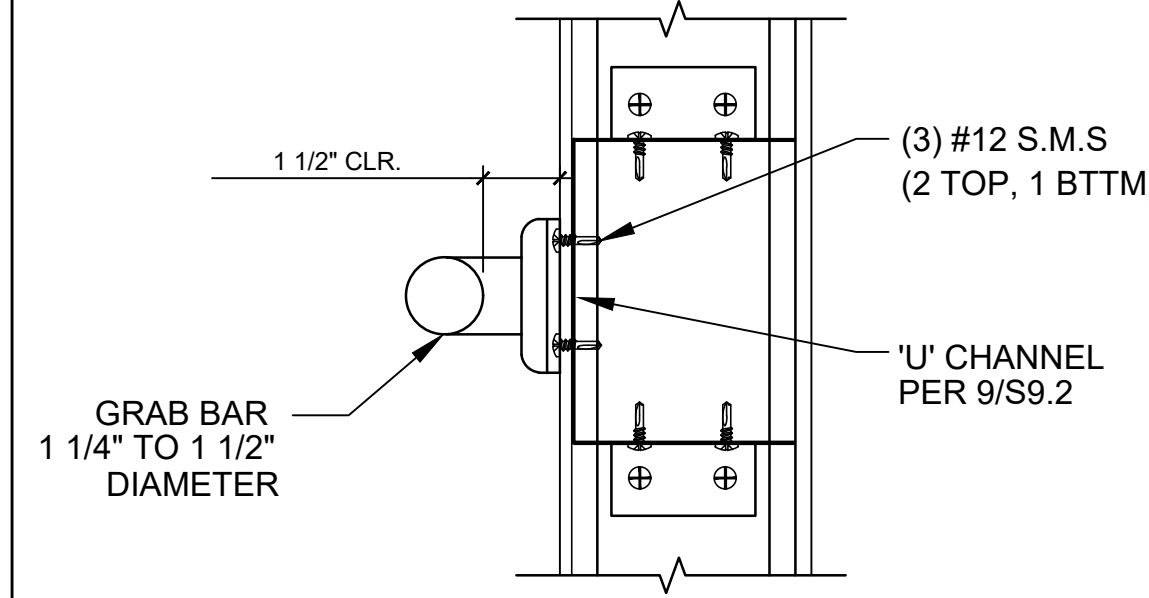 1 1/2" CLR.
(3) #12 S.M.S
(2 TOP, 1 BTTM
'U' CHANNEL
PER 9/S9.2
GRAB BAR
1 1/4" TO 1 1/2"
DIAMETER